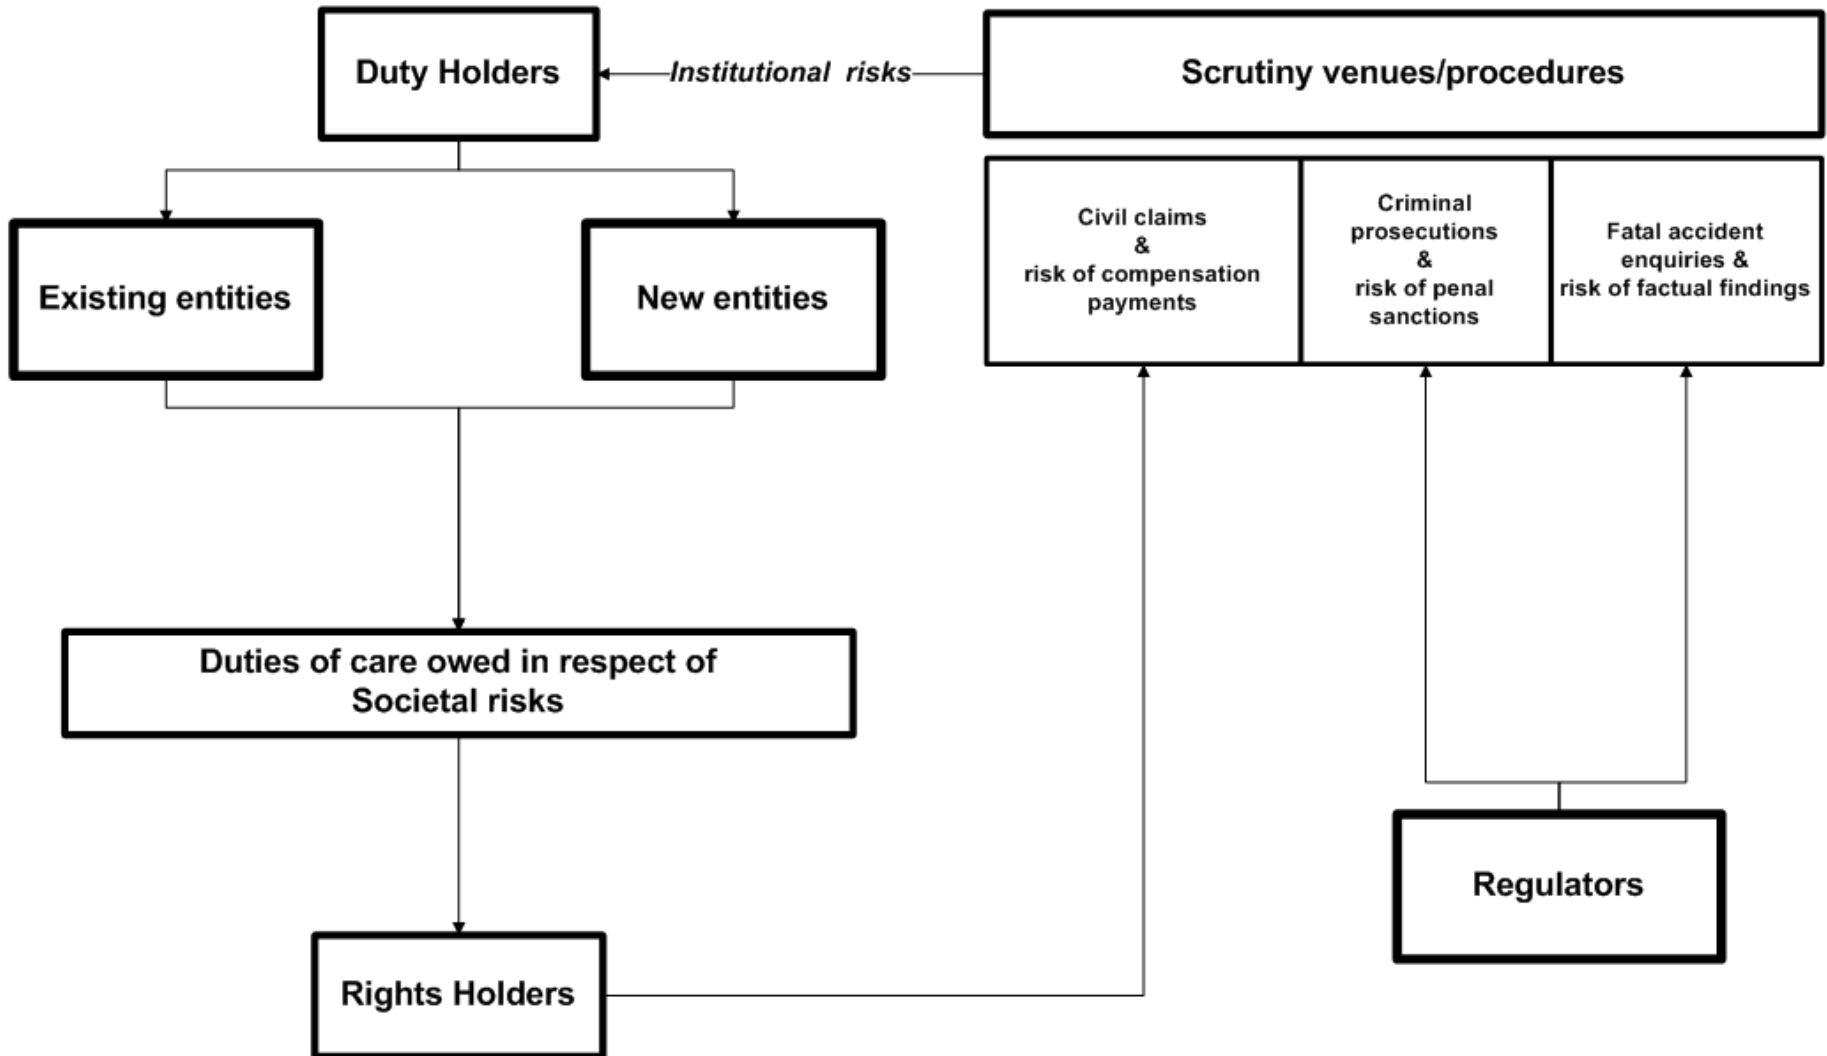 Duty Holders
Institutional risks
Scrutiny venues/procedures
Existing entities
New entities
Civil claims
&
risk of compensation
payments
Criminal
prosecutions
&
risk of penal
sanctions
Fatal accident
enquiries &
risk of factual findings
Duties of care owed in respect of
Societal risks
Regulators
Rights Holders